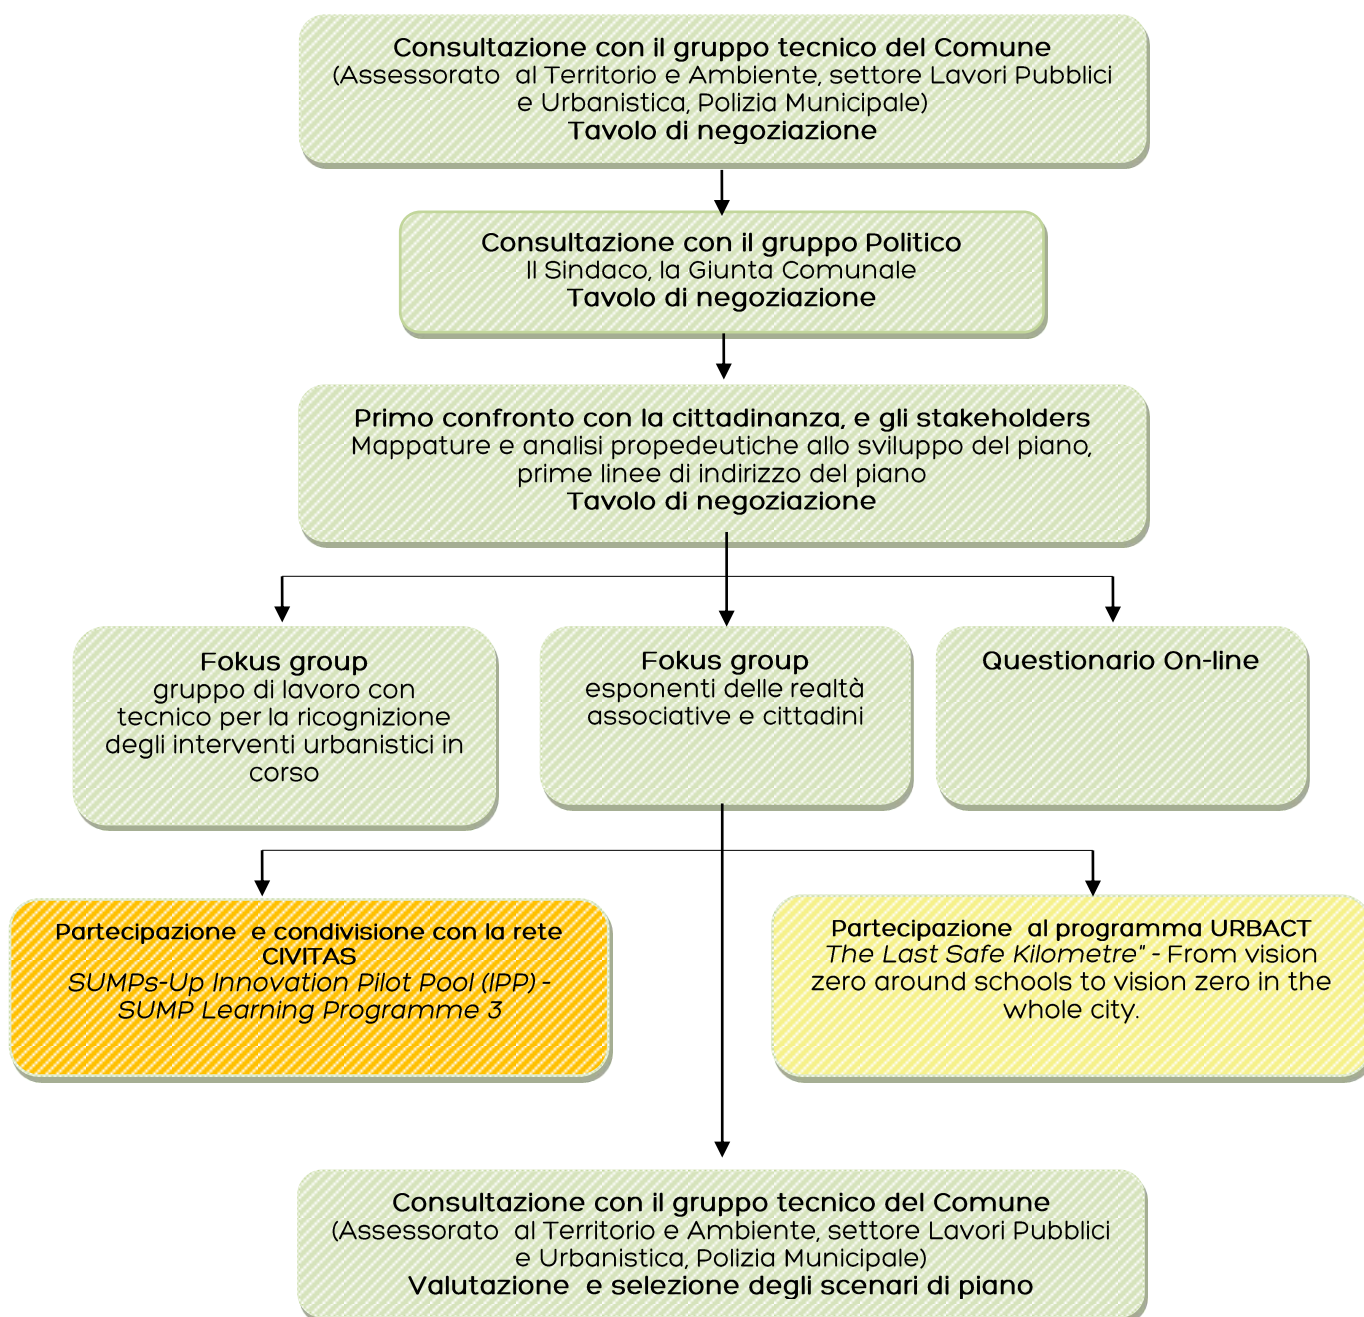 Consultazione con il gruppo tecnico del Comune
(Assessorato al Territorio e Ambiente, settore Lavori Pubblici
e Urbanistica, Polizia Municipale)
Tavolo di negoziazione
Consultazione con il gruppo Politico
Il Sindaco, la Giunta Comunale
Tavolo di negoziazione
Primo confronto con la cittadinanza, e gli stakeholders
Mappature e analisi propedeutiche allo sviluppo del piano,
prime linee di indirizzo del piano
Tavolo di negoziazione
Fokus group
gruppo di lavoro con
tecnico per la ricognizione
degli interventi urbanistici in
corso
Fokus group
esponenti delle realtà
associative e cittadini
Questionario On-line
Partecipazione e condivisione con la rete
CIVITAS
SUMPs-Up Innovation Pilot Pool (IPP) -
SUMP Learning Programme 3
Partecipazione al programma URBACT
The Last Safe Kilometre" - From vision
zero around schools to vision zero in the
whole city.
Consultazione con il gruppo tecnico del Comune
(Assessorato al Territorio e Ambiente, settore Lavori Pubblici
e Urbanistica, Polizia Municipale)
Valutazione e selezione degli scenari di piano